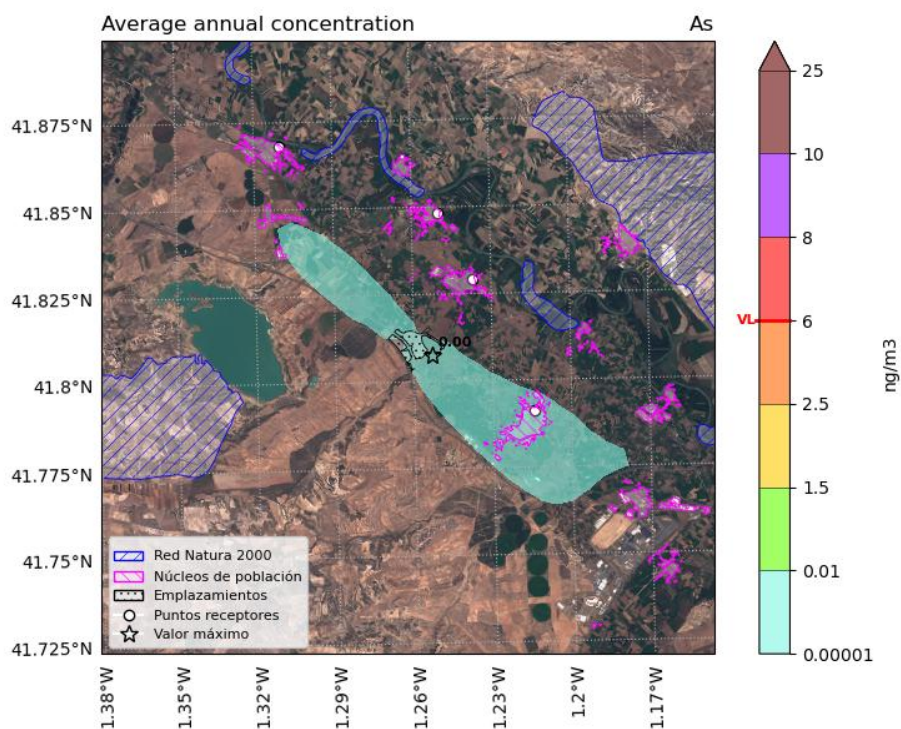 Average annual concentration
As
41.875°N
41.85°N
41.825°N
41.8°N
41.775°N
41.75°N
41.725°N
0.00
Red Natura 2000
Núcleos de población
Emplazamientos
Puntos receptores
Valor máximo
1.38°W
1.35°W
1.32°W
1.29°W
1.26°W
1.23°W
1.2°W
1.17°W
25
10
8
VL
6
2.5
1.5
0.01
0.00001
ng/m3